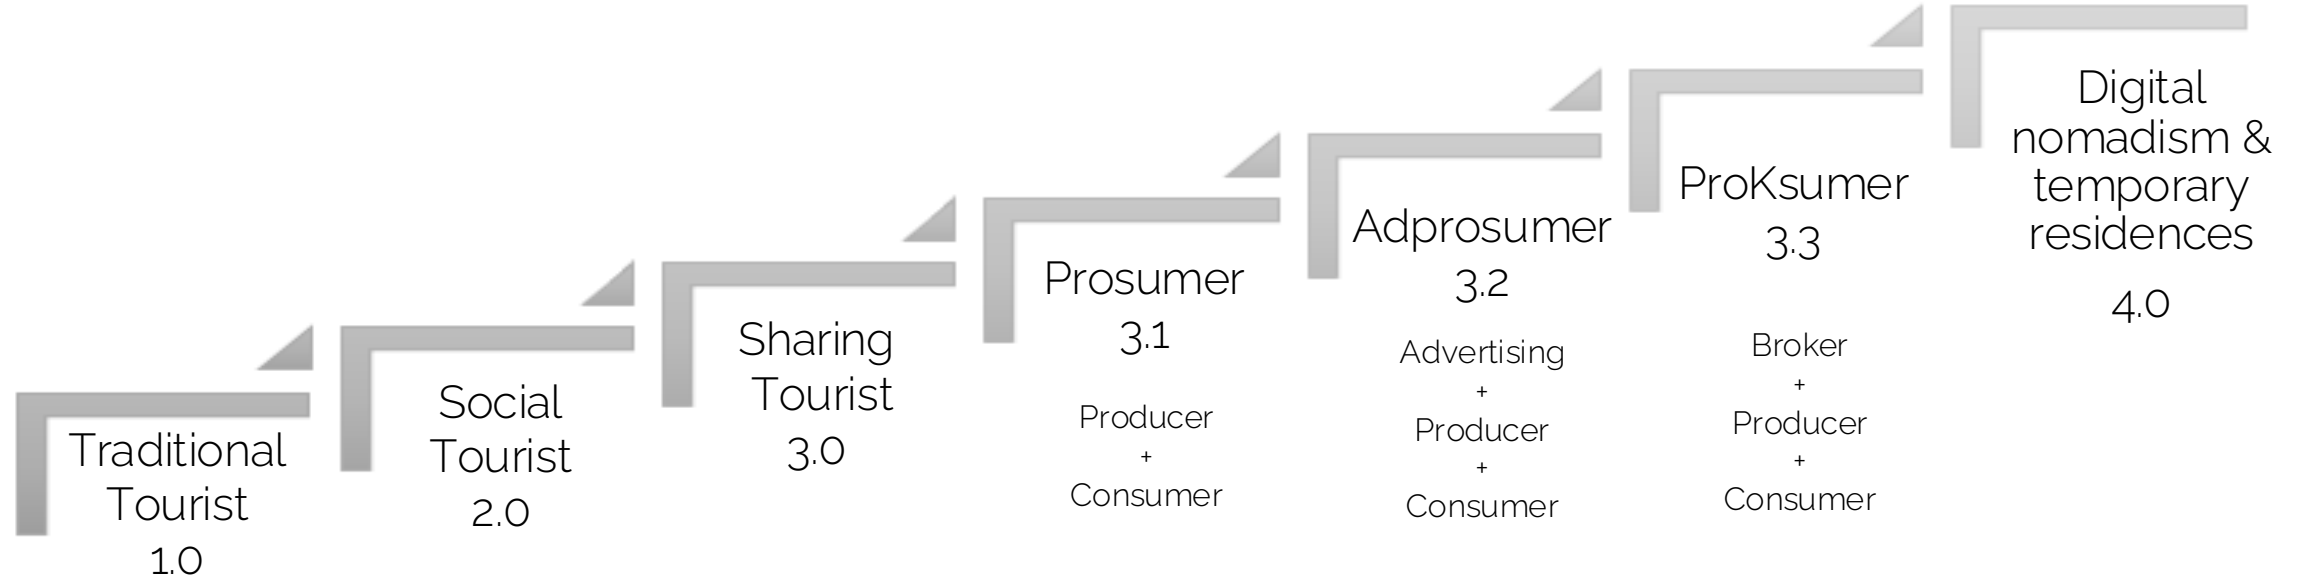 Traditional
Tourist
1.0
Social
Tourist
2.0
Sharing
Tourist
3.0
Prosumer
3.1
Producer
+
Consumer
Adprosumer
3.2
Advertising
+
Producer
+
Consumer
ProKsumer
3.3
Broker
+
Producer
+
Consumer
Digital
nomadism &
temporary
residences
4.0